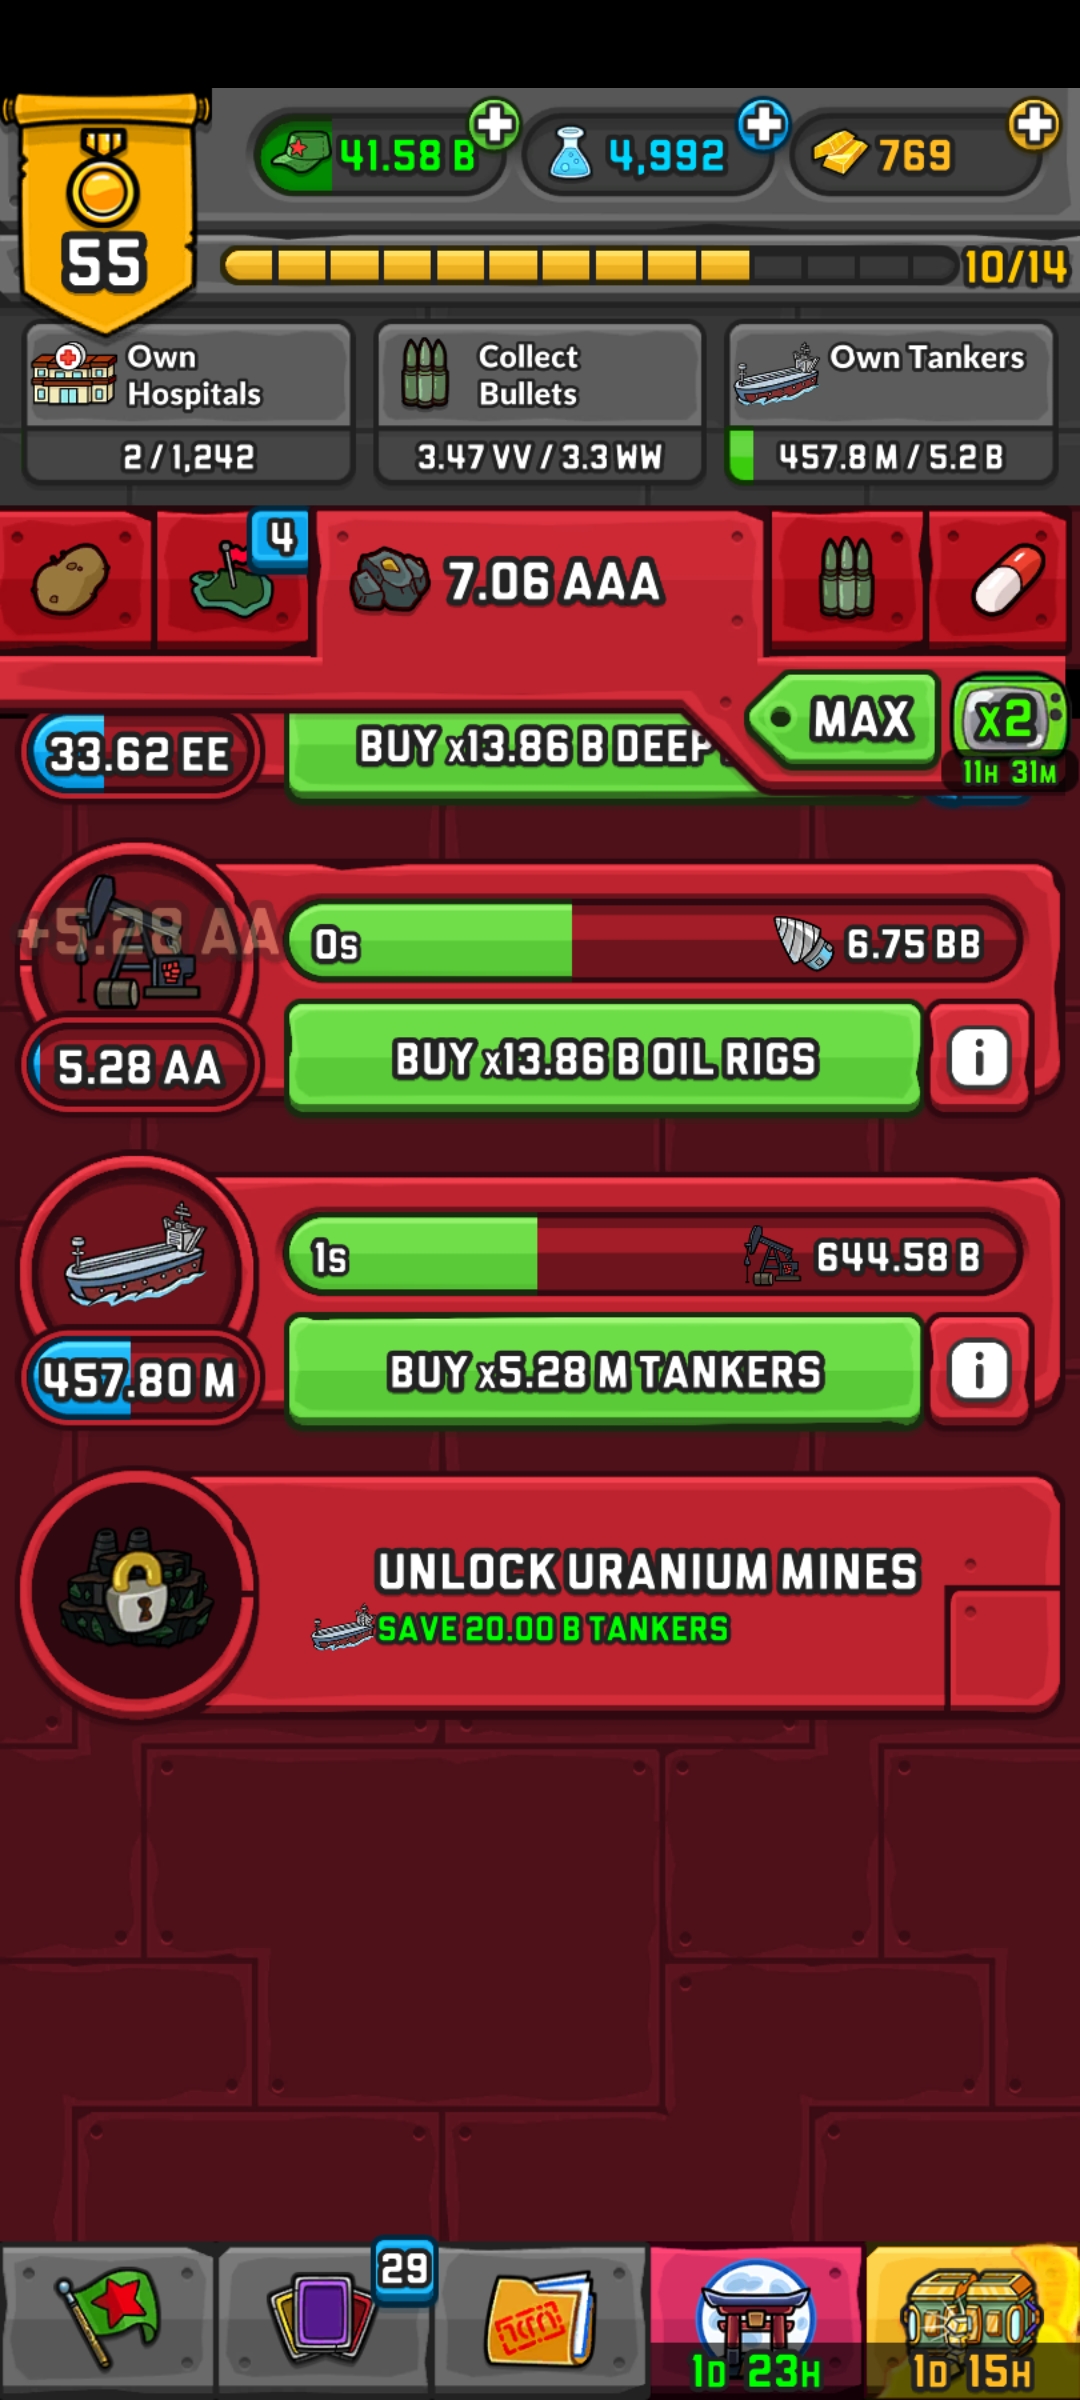 41.58 B
4,992
769
55
10/14
Own
Hospitals
2 / 1,242
Collect
Bullets
3.47 VV / 3.3 WW
Own Tankers
457.8 M / 5.2 B
4
7.06 AAA
MAX
x2
11H 31M
33.62 EE
BUY x13.86 B DEEP
+5.28 AA
0s
6.75 BB
5.28 AA
BUY x13.86 B OIL RIGS
i
1s
644.58 B
457.80 M
BUY x5.28 M TANKERS
i
UNLOCK URANIUM MINES
SAVE 20.00 B TANKERS
29
1D 23H
1D 15H